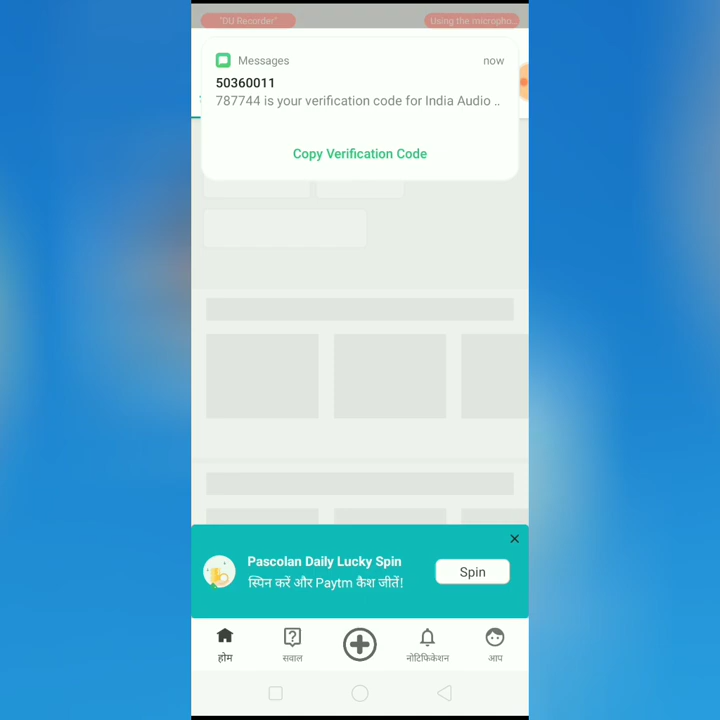 "DU Recorder"
Using the micropho...
Messages
now
50360011
787744 is your verification code for India Audio ..
Copy Verification Code
Pascolan Daily Lucky Spin
स्पिन करें और Paytm कैश जीतें!
Spin
होम
सवाल
नोटिफिकेशन
आप